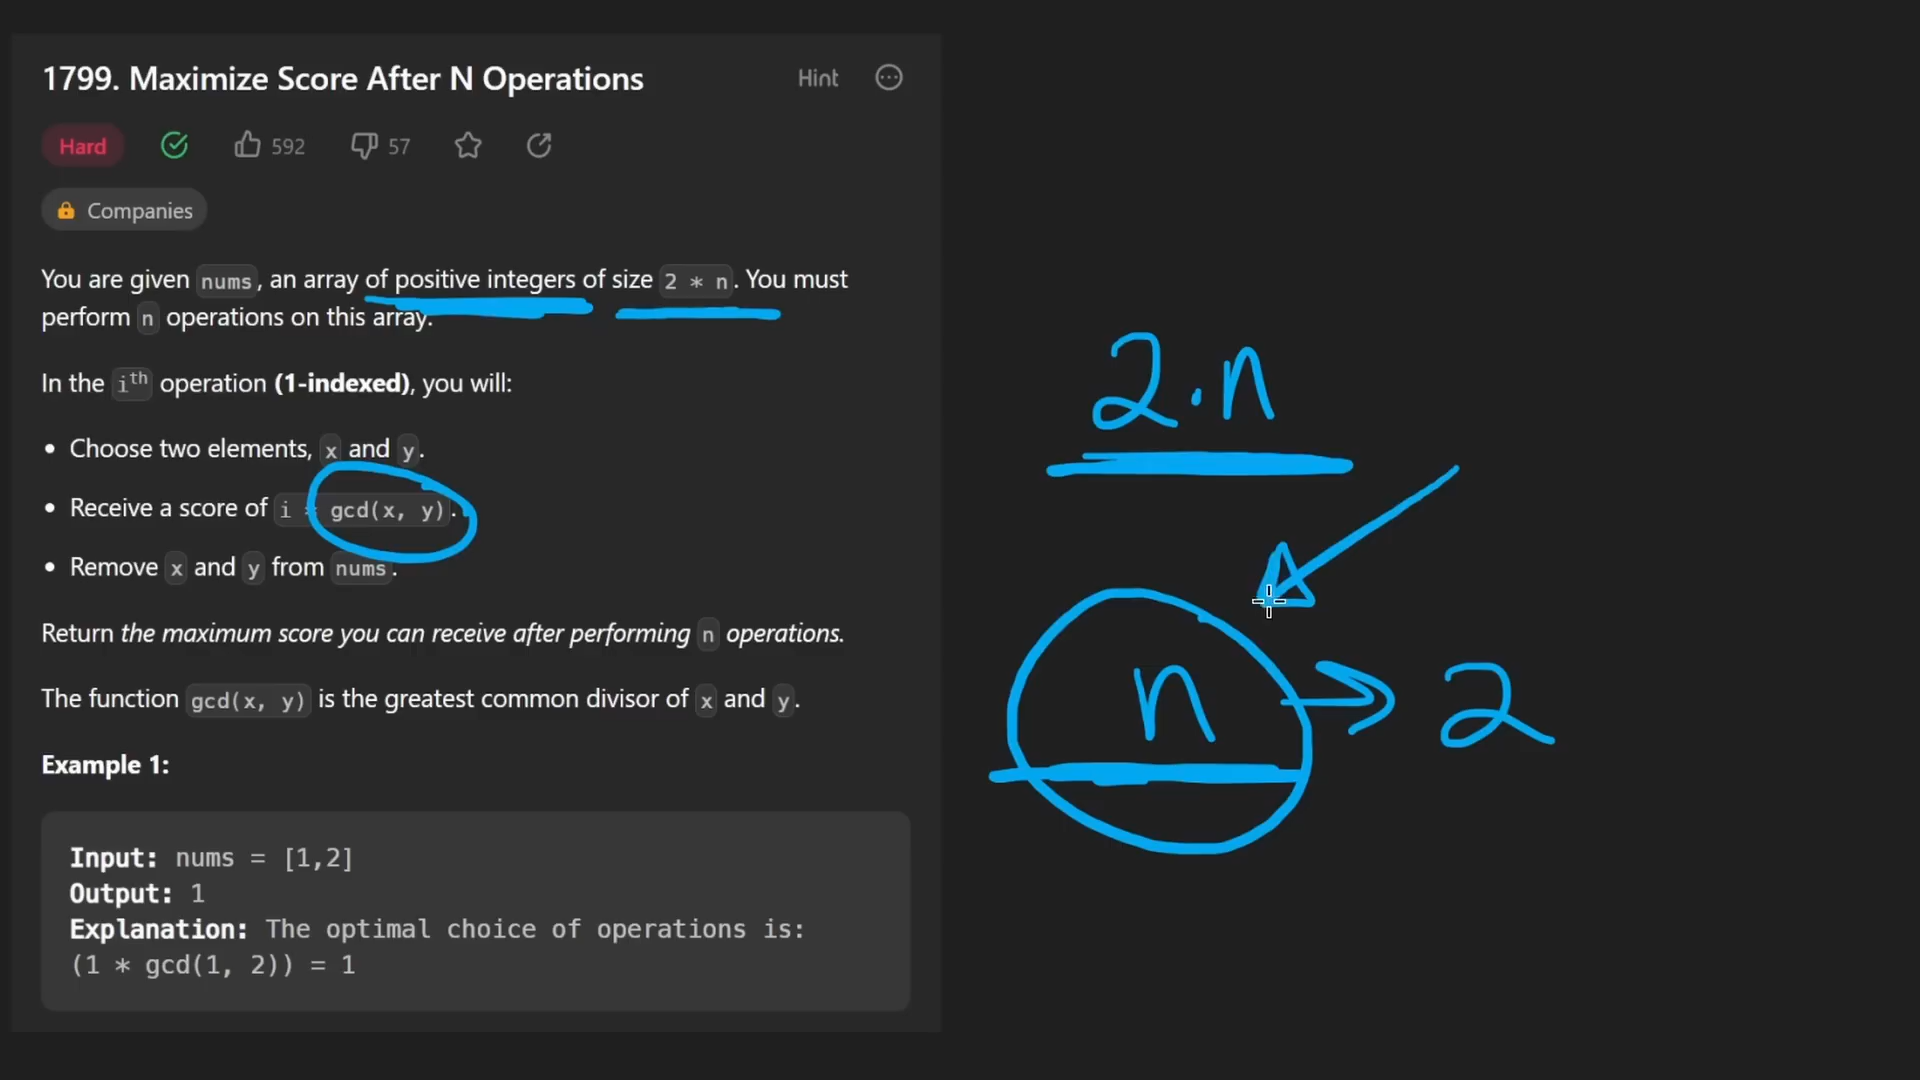 1799. Maximize Score After N Operations
Hint
Hard
592
57
Companies
You are given nums, an array of positive integers of size 2 * n. You must
perform n operations on this array.
In the ith operation (1-indexed), you will:
Choose two elements, x and y.
Receive a score of i * gcd(x, y).
Remove x and y from nums.
Return the maximum score you can receive after performing n operations.
The function gcd(x, y) is the greatest common divisor of x and y.
Example 1:
Input: nums = [1,2]
Output: 1
Explanation: The optimal choice of operations is:
(1 * gcd(1, 2)) = 1
2.n
n → 2